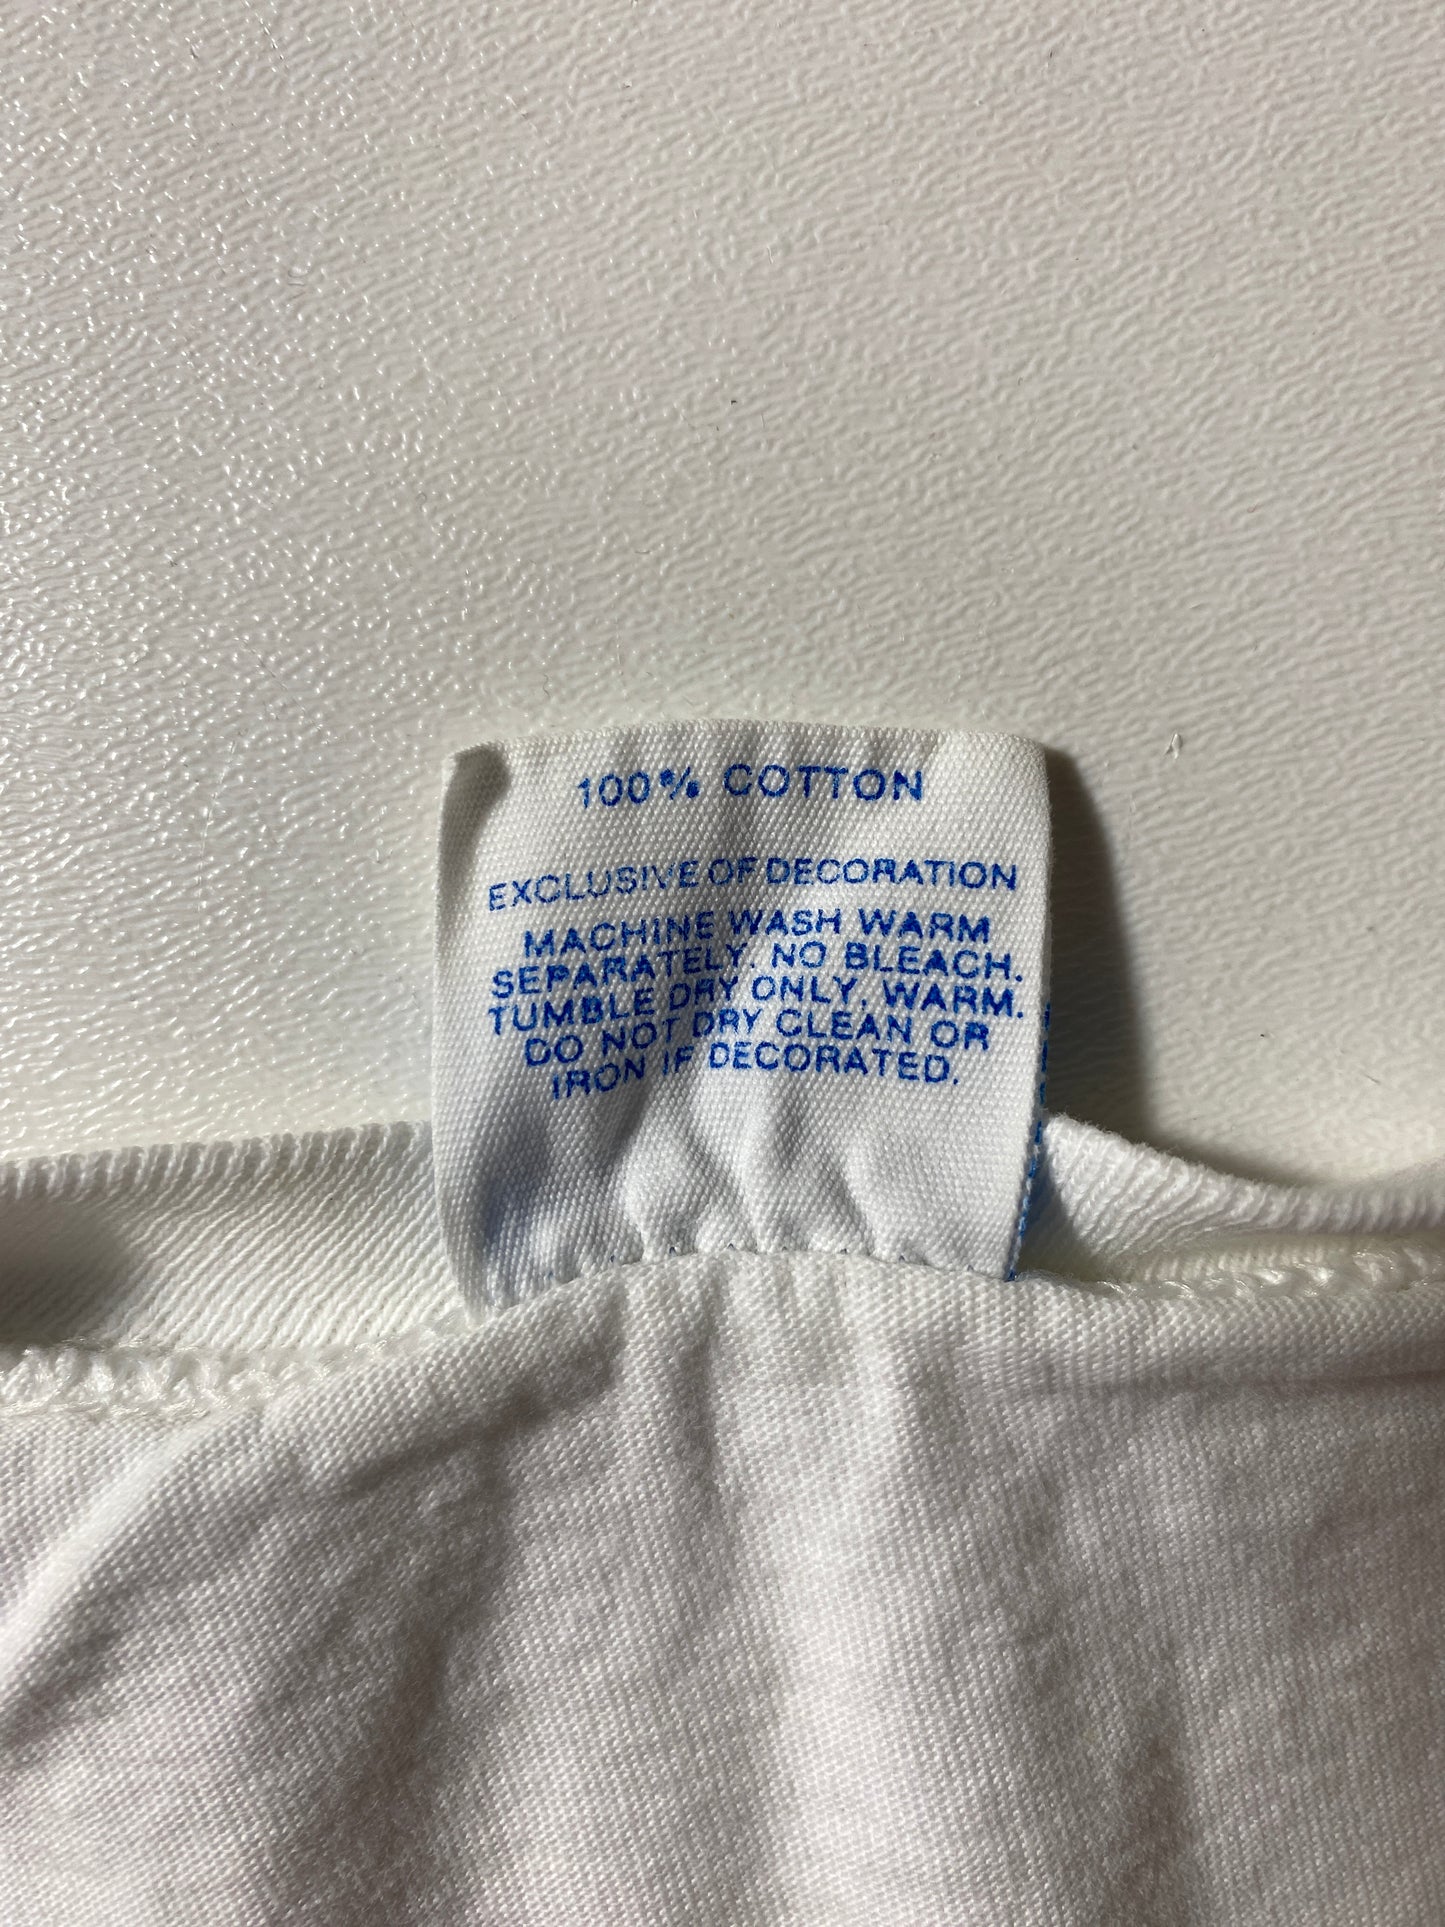 100% COTTON
EXCLUSIVE OF DECORATION
MACHINE WASH WARM
SEPARATELY. NO BLEACH.
TUMBLE DRY ONLY, WARM.
DO NOT DRY CLEAN OR
IRON IF DECORATED.